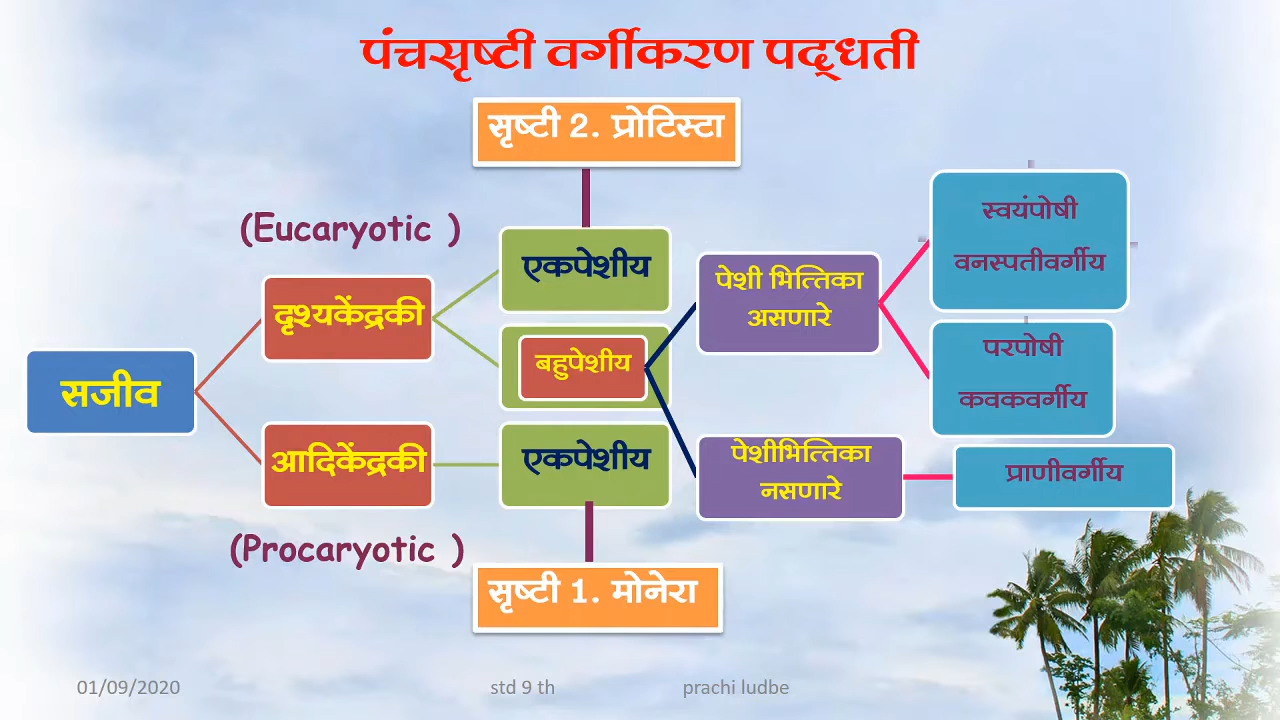 पंचसृष्टी वर्गीकरण पद्धती
सृष्टी 2. प्रोटिस्टा
(Eucaryotic )
स्वयंपोषी
वनस्पतीवर्गीय
एकपेशीय
पेशी भित्तिका
असणारे
दृश्यकेंद्रकी
परपोषी
कवकवर्गीय
बहुपेशीय
सजीव
आदिकेंद्रकी
एकपेशीय
पेशीभित्तिका
नसणारे
प्राणीवर्गीय
(Procaryotic )
सृष्टी 1. मोनेरा
01/09/2020
std 9 th
prachi ludbe